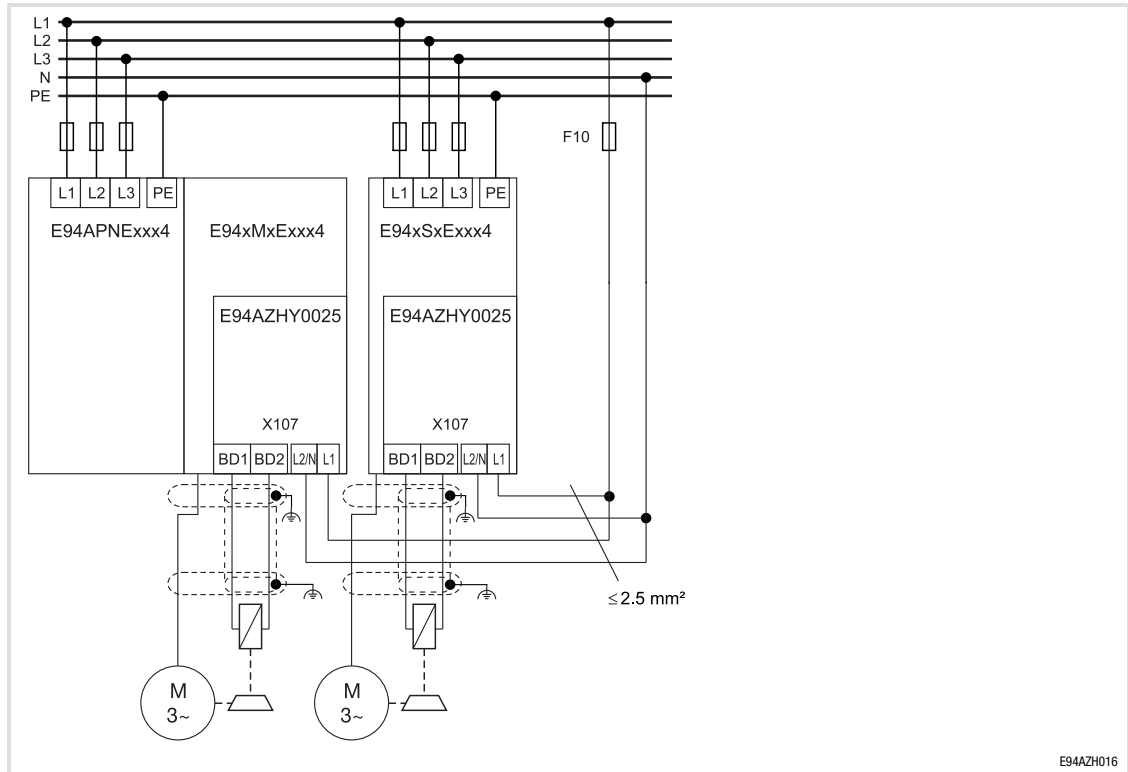 L1
L2
L3
N
PE
F10
L1 L2 L3 PE
L1 L2 L3 PE
E94APNExxx4
E94xMxExxx4
E94xSxExxx4
E94AZHY0025
E94AZHY0025
X107
X107
BD1 BD2 L2/N L1
BD1 BD2 L2/N L1
≤2.5 mm²
M
3~
M
3~
E94AZH016